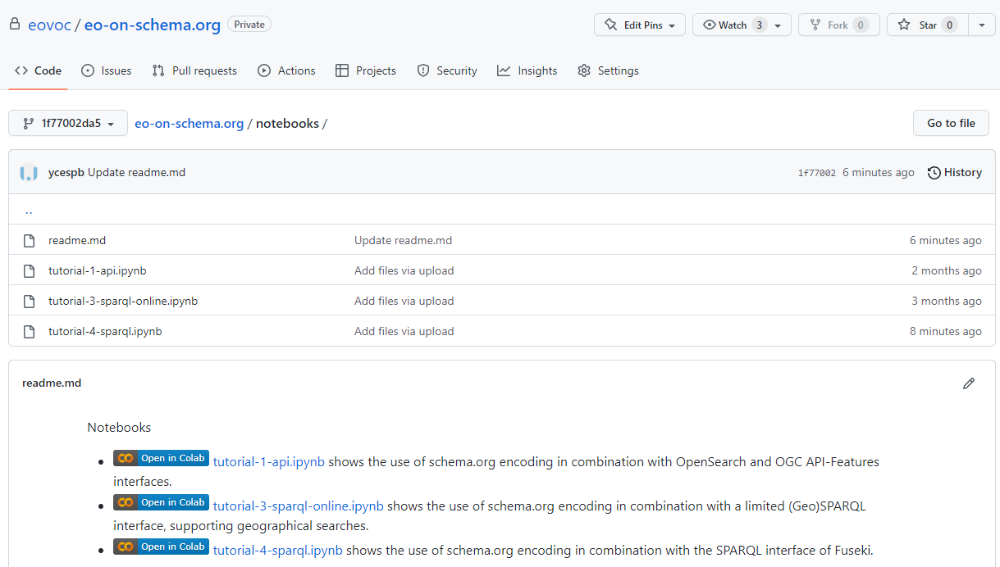 eovoc / eo-on-schema.org Private Edit Pins Watch 3 Fork 0 Star 0
Code Issues Pull requests Actions Projects Security Insights Settings
1f77002da5 eo-on-schema.org / notebooks / Go to file
ycespb Update readme.md 1f77002 6 minutes ago History
..
readme.md Update readme.md 6 minutes ago
tutorial-1-api.ipynb Add files via upload 2 months ago
tutorial-3-sparql-online.ipynb Add files via upload 3 months ago
tutorial-4-sparql.ipynb Add files via upload 8 minutes ago
readme.md
Notebooks
• Open in Colab tutorial-1-api.ipynb shows the use of schema.org encoding in combination with OpenSearch and OGC API-Features
interfaces.
• Open in Colab tutorial-3-sparql-online.ipynb shows the use of schema.org encoding in combination with a limited (Geo)SPARQL
interface, supporting geographical searches.
• Open in Colab tutorial-4-sparql.ipynb shows the use of schema.org encoding in combination with the SPARQL interface of Fuseki.